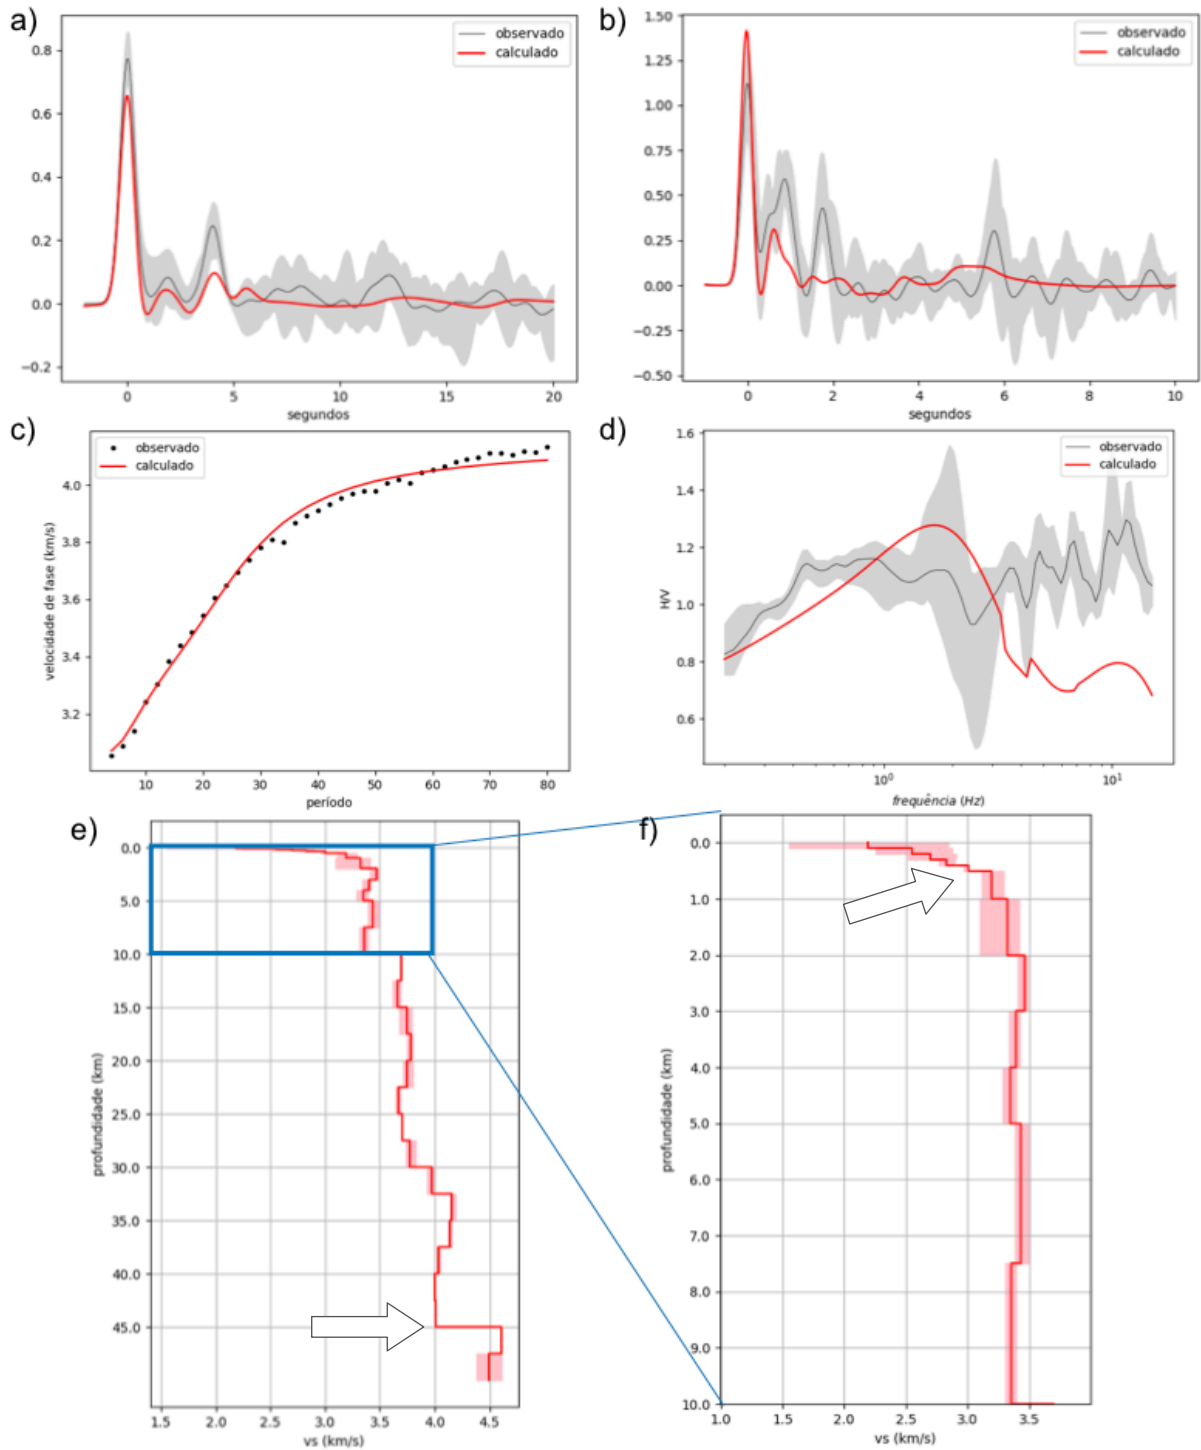 a)
observado
calculado
0.8
0.6
0.4
0.2
0.0
−0.2
0 5 10 15 20
segundos
b)
observado
calculado
1.50
1.25
1.00
0.75
0.50
0.25
0.00
−0.25
−0.50
0 2 4 6 8 10
segundos
c)
observado
calculado
4.0
3.8
3.6
3.4
3.2
velocidade de fase (km/s)
10 20 30 40 50 60 70 80
período
d)
observado
calculado
1.6
1.4
1.2
1.0
0.8
0.6
H/V
10⁰ 10¹
frequência (Hz)
e)
0.0
5.0
10.0
15.0
20.0
25.0
30.0
35.0
40.0
45.0
profundidade (km)
1.5 2.0 2.5 3.0 3.5 4.0 4.5
vs (km/s)
f)
0.0
1.0
2.0
3.0
4.0
5.0
6.0
7.0
8.0
9.0
10.0
profundidade (km)
1.0 1.5 2.0 2.5 3.0 3.5
vs (km/s)